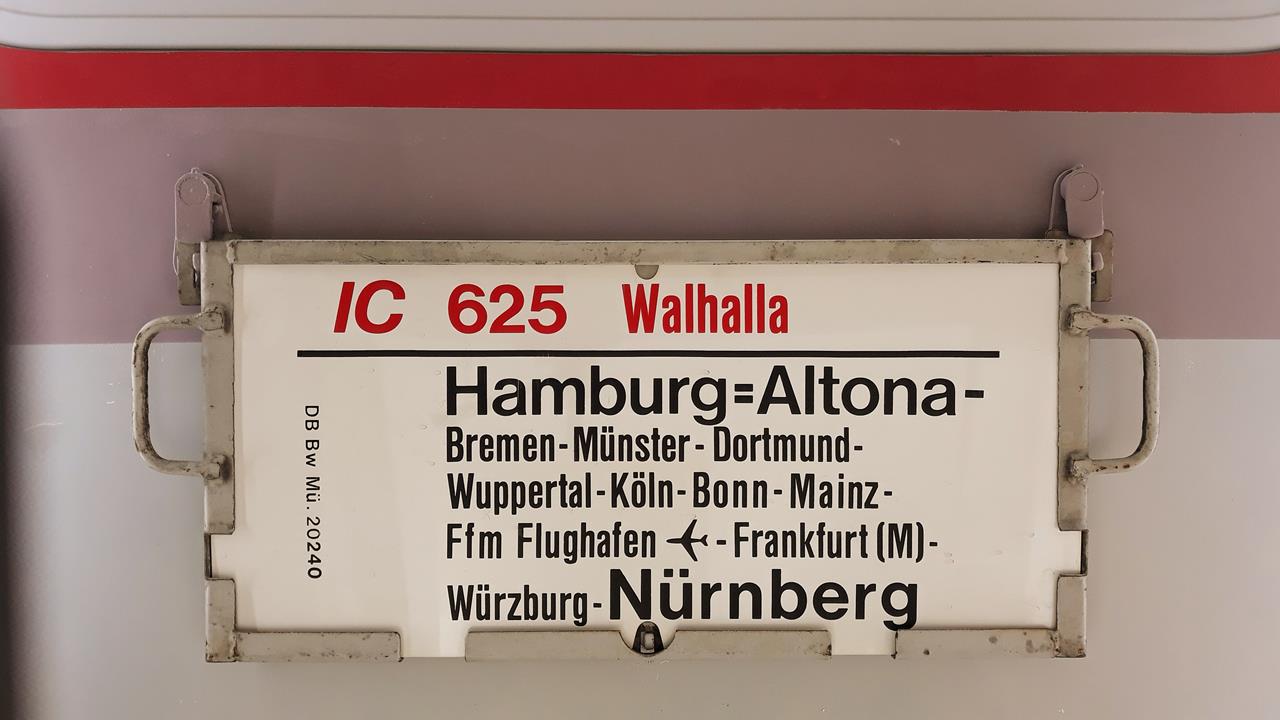 IC 625 Walhalla
Hamburg=Altona-
Bremen-Münster-Dortmund-
Wuppertal-Köln-Bonn-Mainz-
Ffm Flughafen ✈-Frankfurt (M)-
Würzburg-Nürnberg
DB Bw Mü. 20240